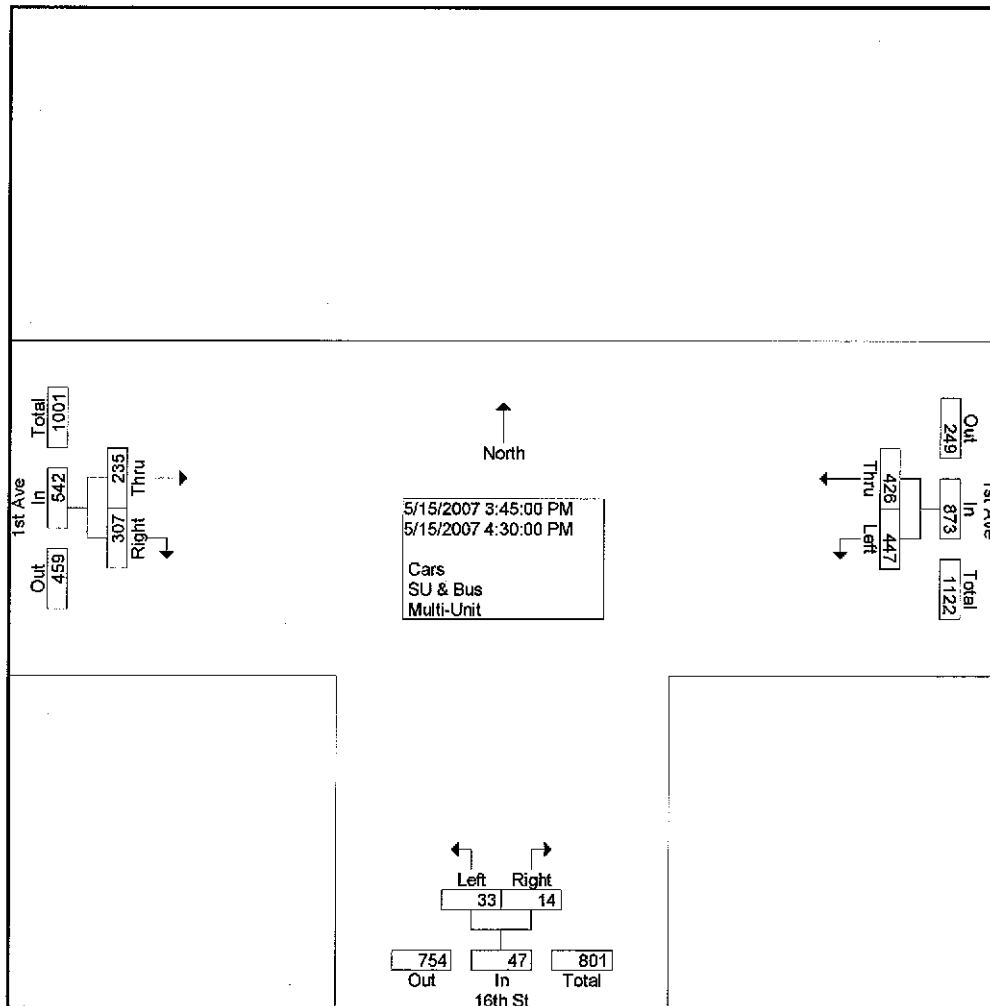 North
5/15/2007 3:45:00 PM
5/15/2007 4:30:00 PM
Cars
SU & Bus
Multi-Unit
1st Ave
Total
1001
In
542
Out
459
235
Thru
307
Right
1st Ave
Out
249
In
873
Total
1122
Thru
426
Left
447
Left Right
33 14
754 47 801
Out In Total
16th St